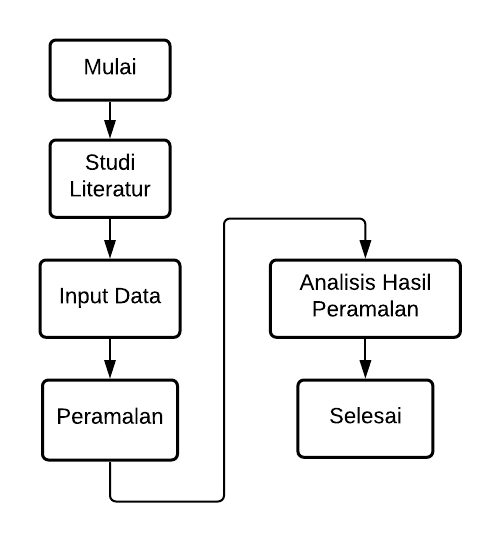 Mulai
Studi
Literatur
Input Data
Peramalan
Analisis Hasil
Peramalan
Selesai